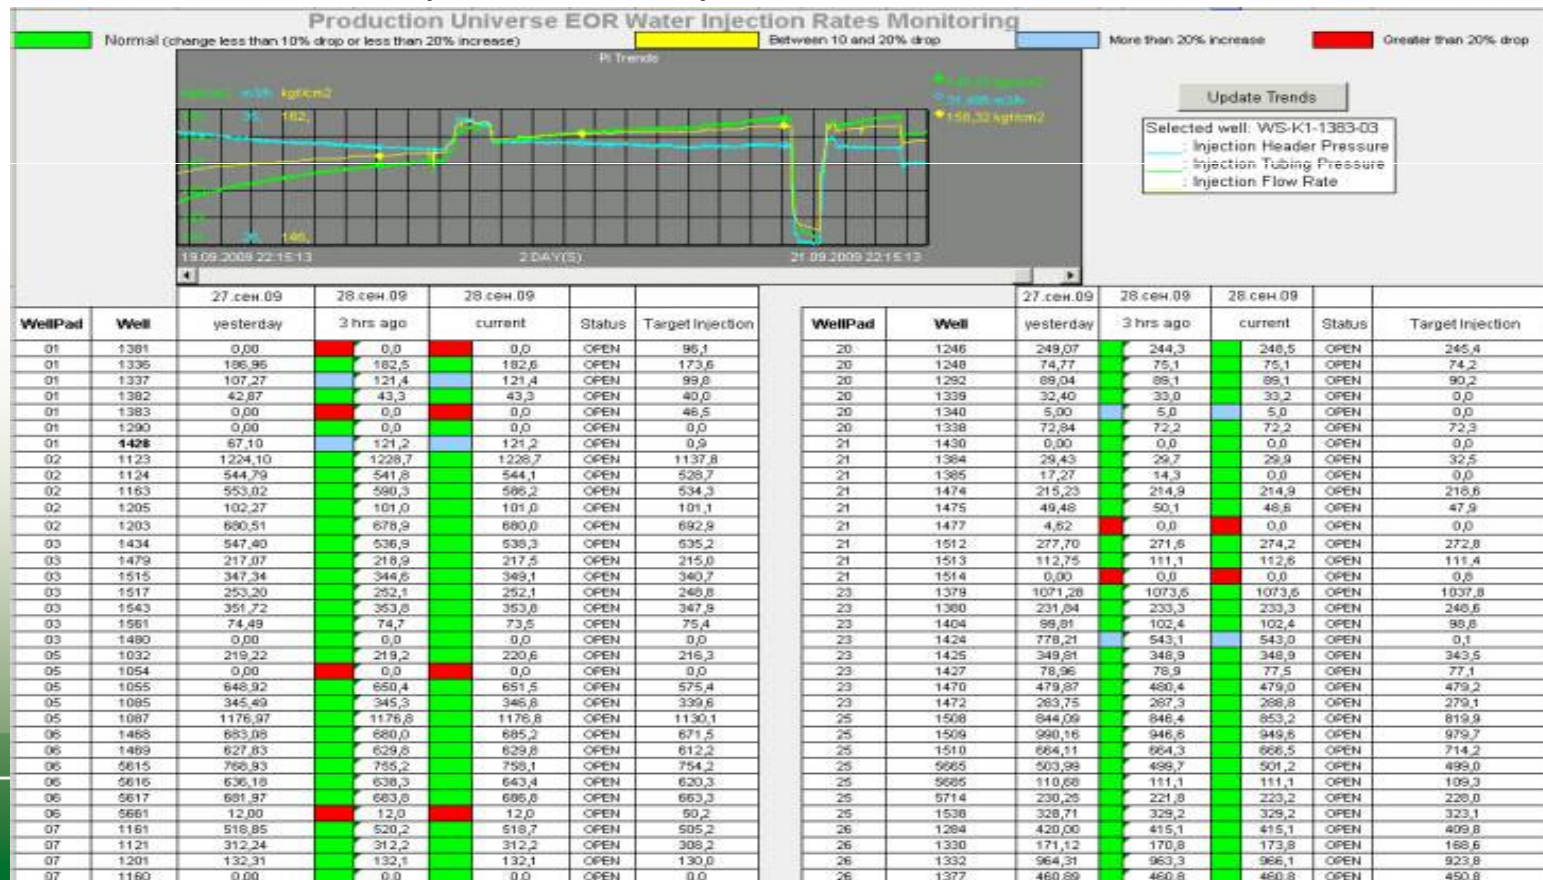 Production Universe EOR Water Injection Rates Monitoring
Normal (change less than 10% drop or less than 20% increase) Between 10 and 20% drop More than 20% increase Greater than 20% drop
PI Trends
m3/h kgf/cm2
35, 162,
158,32 kgf/cm2
Update Trends
Selected well: WS-K1-1383-03
: Injection Header Pressure
: Injection Tubing Pressure
: Injection Flow Rate
145,
19.09.2009 22:15:13 2 DAY(S) 21.09.2009 22:15:13
27.сен.09 28.сен.09 28.сен.09 27.сен.09 28.сен.09 28.сен.09
WellPad Well yesterday 3 hrs ago current Status Target Injection WellPad Well yesterday 3 hrs ago current Status Target Injection
01 1381 0,00 0,0 0,0 OPEN 96,1 20 1246 249,07 244,3 248,5 OPEN 245,4
01 1336 186,96 182,5 182,6 OPEN 173,6 20 1248 74,77 75,1 75,1 OPEN 74,2
01 1337 107,27 121,4 121,4 OPEN 99,8 20 1292 89,04 89,1 89,1 OPEN 90,2
01 1382 42,87 43,3 43,3 OPEN 40,0 20 1339 32,40 33,0 33,2 OPEN 0,0
01 1383 0,00 0,0 0,0 OPEN 46,5 20 1340 5,00 5,0 5,0 OPEN 0,0
01 1290 0,00 0,0 0,0 OPEN 0,0 20 1338 72,84 72,2 72,2 OPEN 72,3
01 1428 67,10 121,2 121,2 OPEN 0,9 21 1430 0,00 0,0 0,0 OPEN 0,0
02 1123 1224,10 1228,7 1228,7 OPEN 1137,8 21 1384 29,43 29,7 29,9 OPEN 32,5
02 1124 544,79 541,8 544,1 OPEN 528,7 21 1385 17,27 14,3 0,0 OPEN 0,0
02 1163 553,02 590,3 586,2 OPEN 534,3 21 1474 215,23 214,9 214,9 OPEN 218,6
02 1205 102,27 101,0 101,0 OPEN 101,1 21 1475 49,48 50,1 48,6 OPEN 47,9
02 1203 680,51 678,9 680,0 OPEN 692,9 21 1477 4,62 0,0 0,0 OPEN 0,0
03 1434 547,40 536,9 538,3 OPEN 535,2 21 1512 277,70 271,6 274,2 OPEN 272,8
03 1479 217,07 218,9 217,5 OPEN 215,0 21 1513 112,75 111,1 112,6 OPEN 111,4
03 1515 347,34 344,6 349,1 OPEN 340,7 21 1514 0,00 0,0 0,0 OPEN 0,8
03 1517 253,20 252,1 252,1 OPEN 248,8 23 1379 1071,28 1073,6 1073,6 OPEN 1037,8
03 1543 351,72 353,8 353,8 OPEN 347,9 23 1380 231,84 233,3 233,3 OPEN 248,6
03 1561 74,49 74,7 73,5 OPEN 75,4 23 1404 99,81 102,4 102,4 OPEN 98,8
03 1480 0,00 0,0 0,0 OPEN 0,0 23 1424 778,21 543,1 543,0 OPEN 0,1
05 1032 219,22 219,2 220,6 OPEN 216,3 23 1425 349,81 348,9 348,9 OPEN 343,5
05 1054 0,00 0,0 0,0 OPEN 0,0 23 1427 78,96 78,9 77,5 OPEN 77,1
05 1055 648,92 650,4 651,5 OPEN 575,4 23 1470 479,87 480,4 479,0 OPEN 479,2
05 1085 345,49 345,3 346,8 OPEN 339,6 23 1472 283,75 287,3 288,8 OPEN 279,1
05 1087 1176,97 1176,8 1176,8 OPEN 1130,1 25 1508 844,09 846,4 853,2 OPEN 819,9
06 1468 683,08 680,0 685,2 OPEN 671,5 25 1509 990,16 946,6 949,6 OPEN 979,7
06 1489 627,83 629,8 629,8 OPEN 612,2 25 1510 664,11 664,3 666,5 OPEN 714,2
06 5615 768,93 755,2 758,1 OPEN 754,2 25 5665 503,99 499,7 501,2 OPEN 499,0
06 5616 636,18 638,3 643,4 OPEN 620,3 25 5685 110,68 111,1 111,1 OPEN 109,3
06 5617 681,97 683,8 686,8 OPEN 663,3 25 5714 230,25 221,8 223,2 OPEN 228,0
06 5661 12,00 12,0 12,0 OPEN 50,2 25 1538 328,71 329,2 329,2 OPEN 323,1
07 1161 518,85 520,2 518,7 OPEN 505,2 26 1284 420,00 415,1 415,1 OPEN 409,8
07 1121 312,24 312,2 312,2 OPEN 308,2 26 1330 171,12 170,8 173,8 OPEN 168,6
07 1201 132,31 132,1 132,1 OPEN 130,0 26 1332 964,31 963,3 966,1 OPEN 923,8
07 1160 0,00 0,0 0,0 OPEN 0,0 26 1377 460,89 460,8 460,8 OPEN 450,8